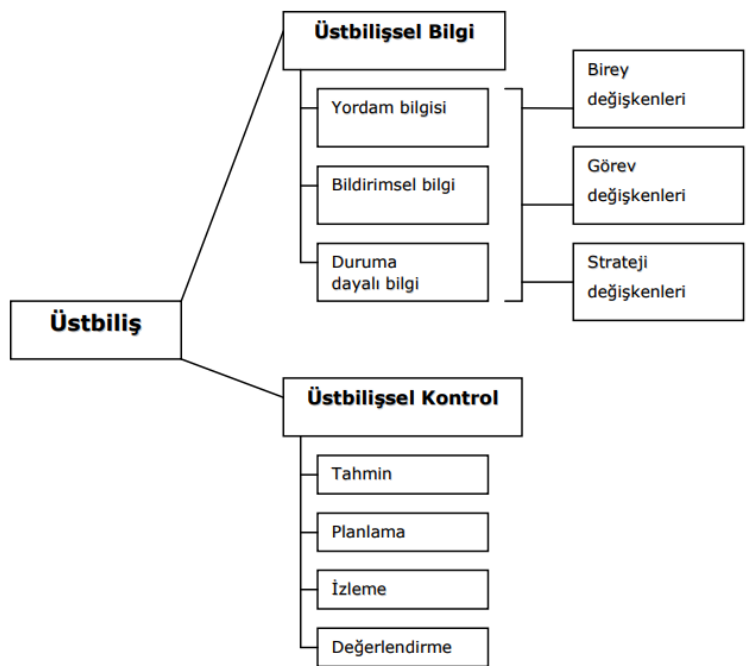 Üstbilişsel Bilgi
Yordam bilgisi
Bildirimsel bilgi
Duruma
dayalı bilgi
Birey
değişkenleri
Görev
değişkenleri
Strateji
değişkenleri
Üstbiliş
Üstbilişsel Kontrol
Tahmin
Planlama
İzleme
Değerlendirme